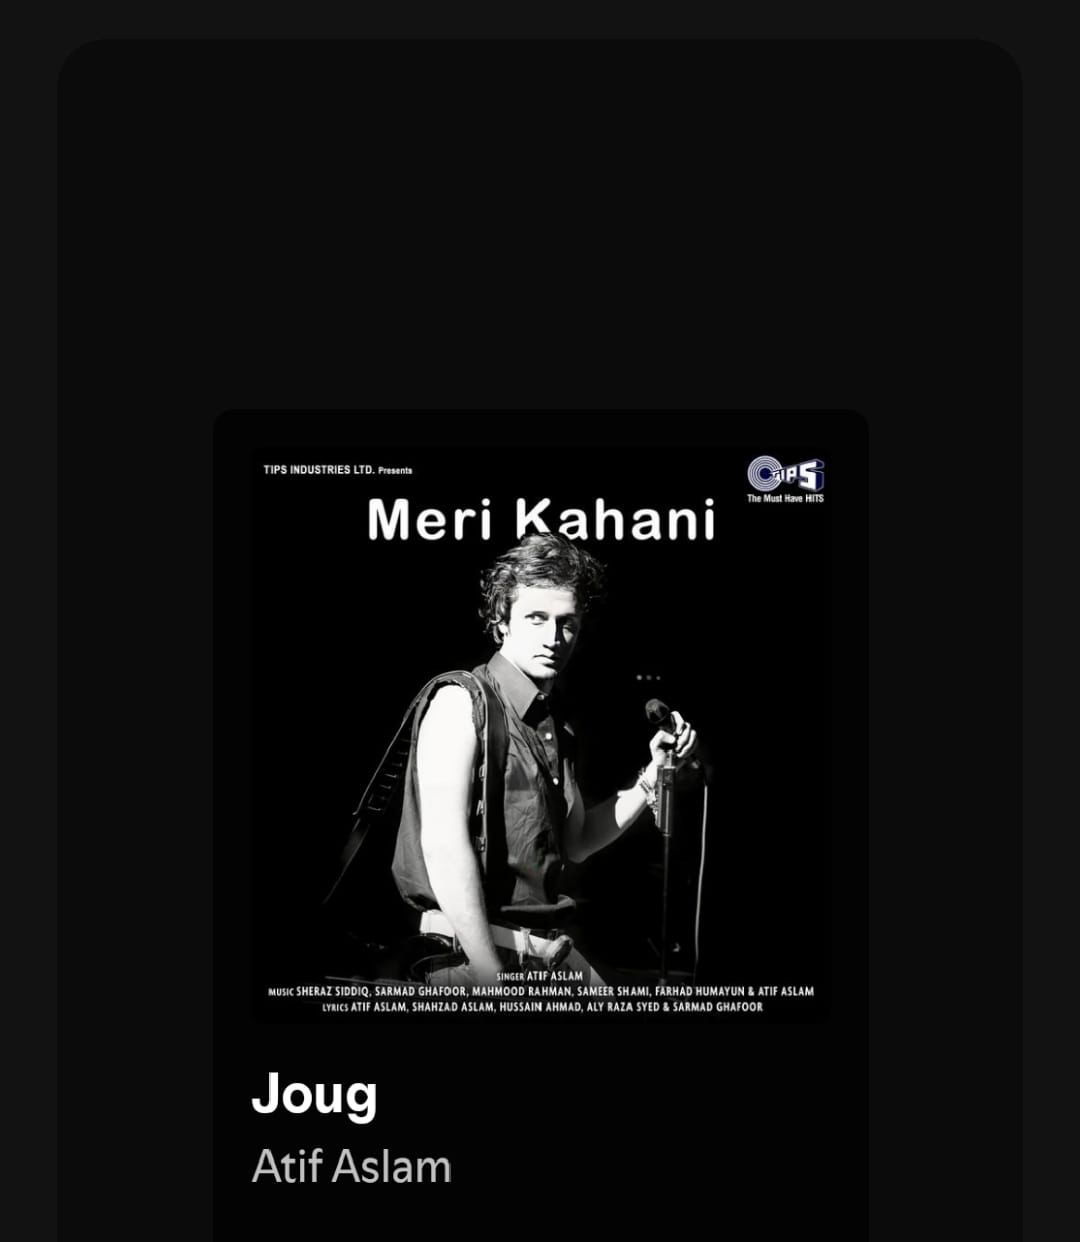 TIPS INDUSTRIES LTD. Presents
TIPS
The Must Have HITS
Meri Kahani
SINGER ATIF ASLAM
MUSIC SHERAZ SIDDIQ, SARMAD GHAFOOR, MAHMOOD RAHMAN, SAMEER SHAMI, FARHAD HUMAYUN & ATIF ASLAM
LYRICS ATIF ASLAM, SHAHZAD ASLAM, HUSSAIN AHMAD, ALY RAZA SYED & SARMAD GHAFOOR
Joug
Atif Aslam